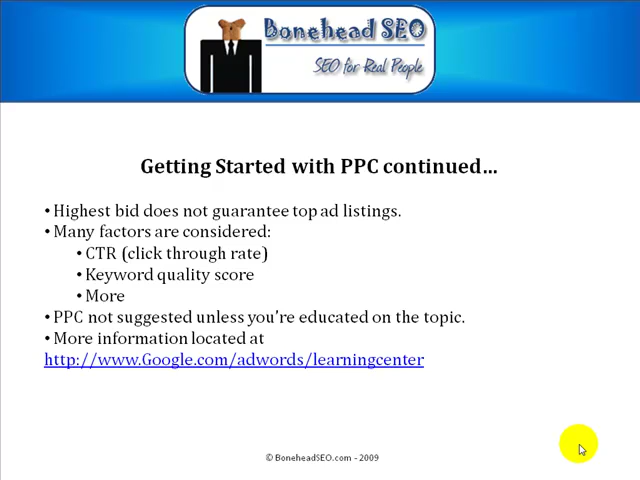 Bonehead SEO
SEO for Real People
Getting Started with PPC continued...
• Highest bid does not guarantee top ad listings.
• Many factors are considered:
• CTR (click through rate)
• Keyword quality score
• More
• PPC not suggested unless you're educated on the topic.
• More information located at
http://www.Google.com/adwords/learningcenter
© BoneheadSEO.com - 2009